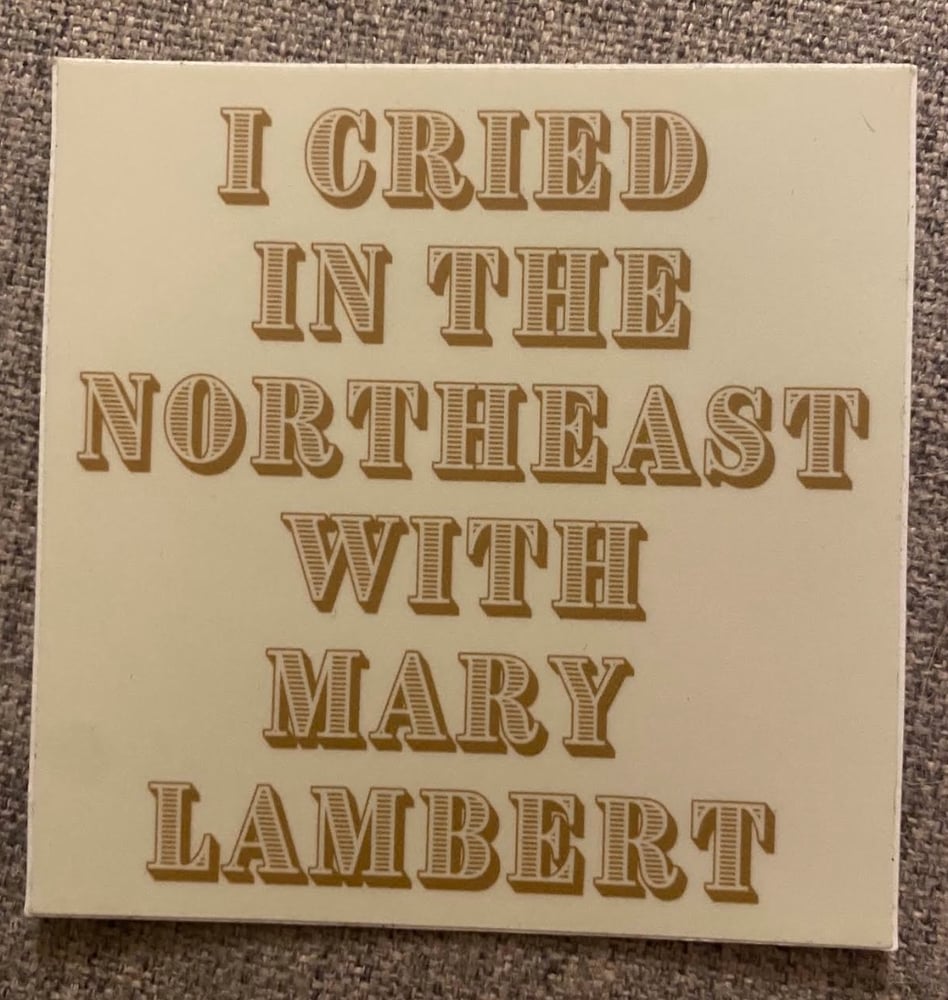 I CRIED
IN THE
NORTHEAST
WITH
MARY
LAMBERT